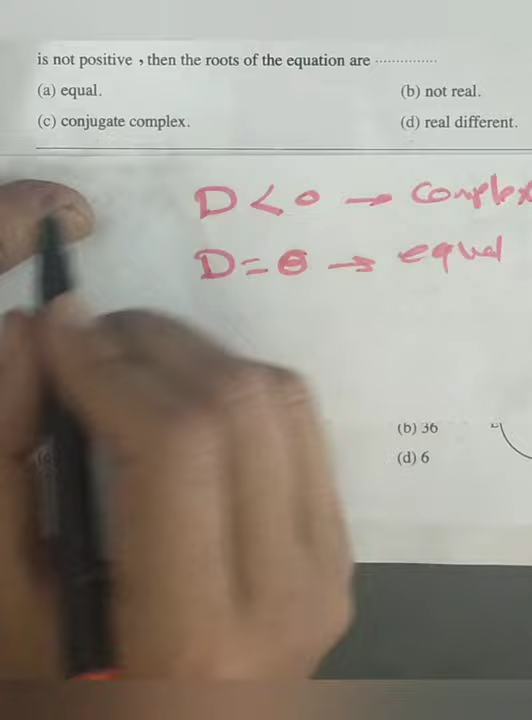 is not positive , then the roots of the equation are ..............
(a) equal.
(b) not real.
(c) conjugate complex.
(d) real different.
D < 0 → Complex
D = 0 → equal
(b) 36
(d) 6